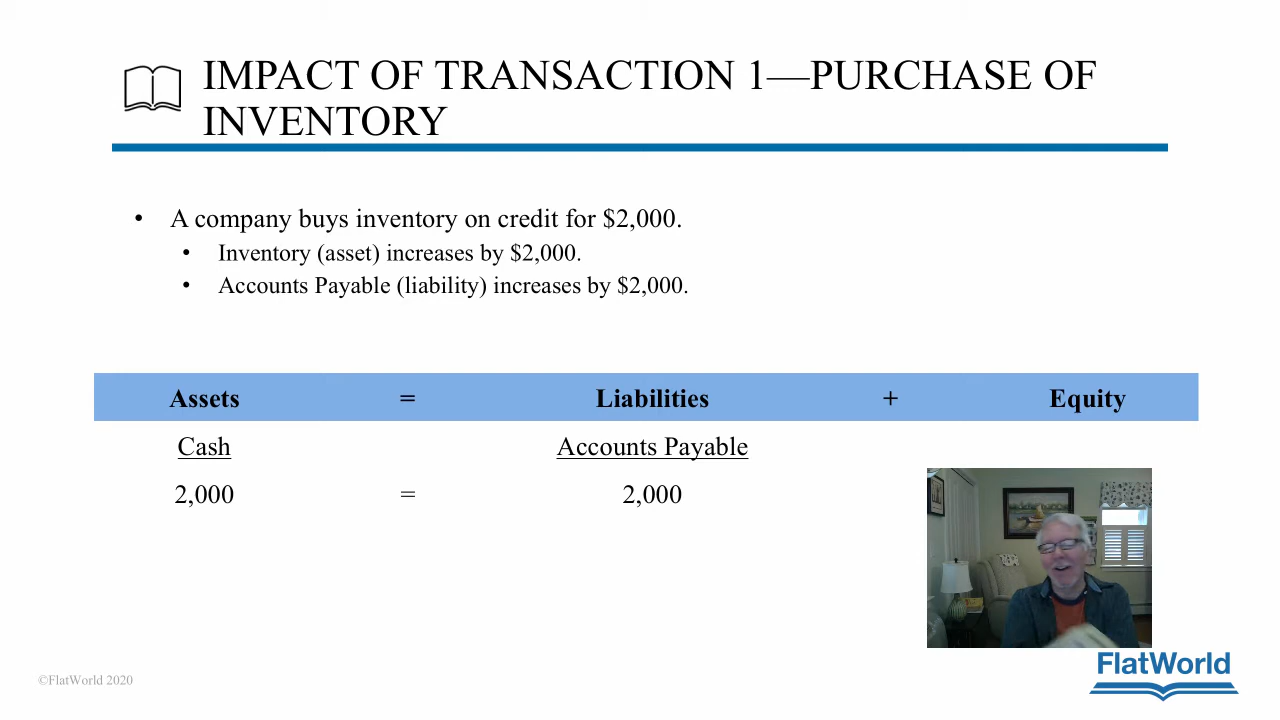 IMPACT OF TRANSACTION 1—PURCHASE OF
INVENTORY
• A company buys inventory on credit for $2,000.
• Inventory (asset) increases by $2,000.
• Accounts Payable (liability) increases by $2,000.
Assets = Liabilities + Equity
Cash Accounts Payable
2,000 = 2,000
FlatWorld
©FlatWorld 2020